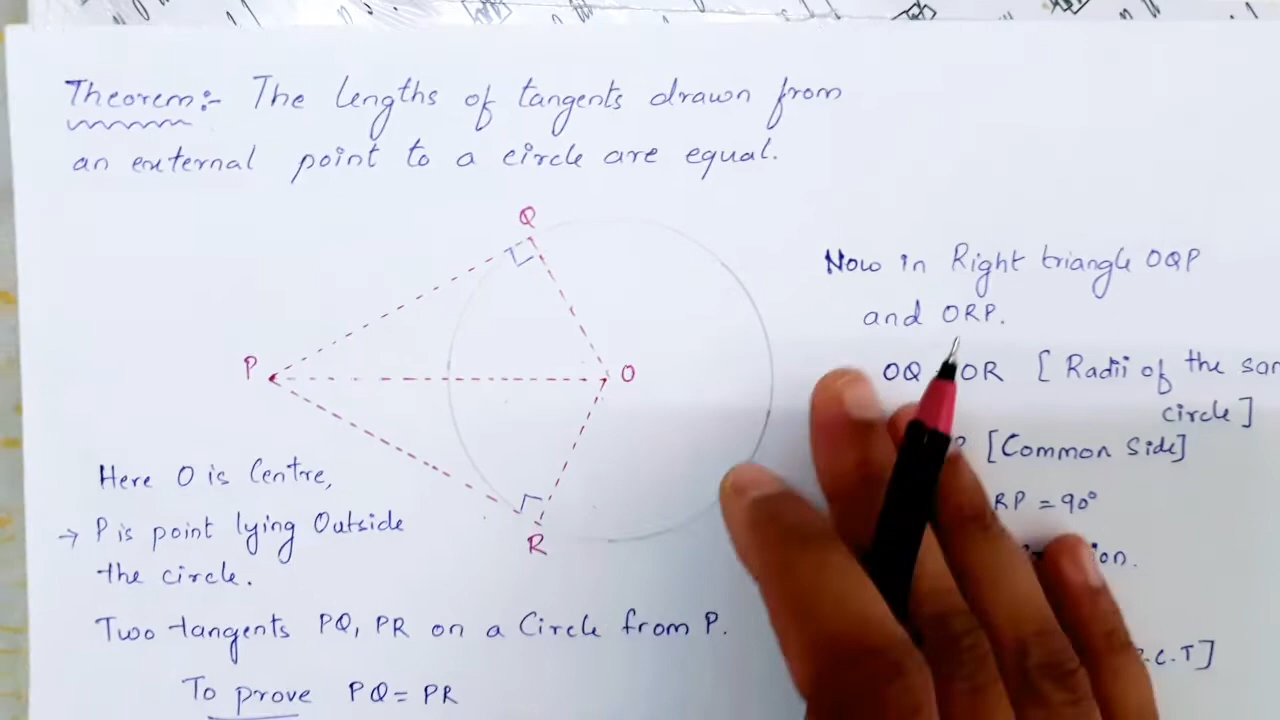 Theorem:- The lengths of tangents drawn from
an external point to a circle are equal.
Q
P
O
R
Here O is Centre,
→ P is point lying Outside
the circle.
Two tangents PQ, PR on a Circle from P.
To prove PQ = PR
Now in Right triangle OQP
and ORP.
OQ OR [ Radii of the
circle ]
[Common Side]
RP = 90°